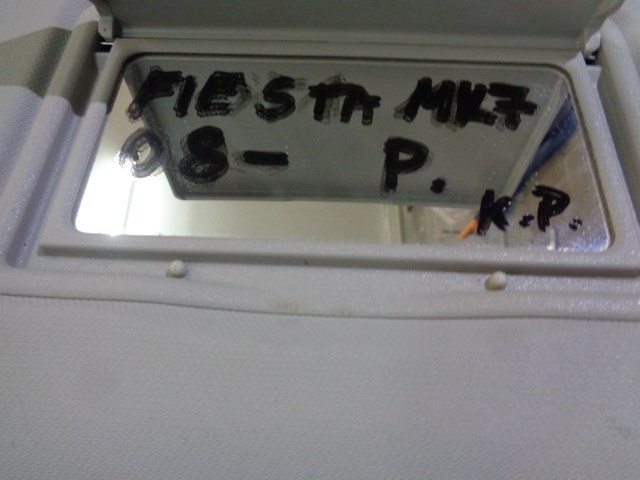 FIESTA MK7
08- P.
K.P.